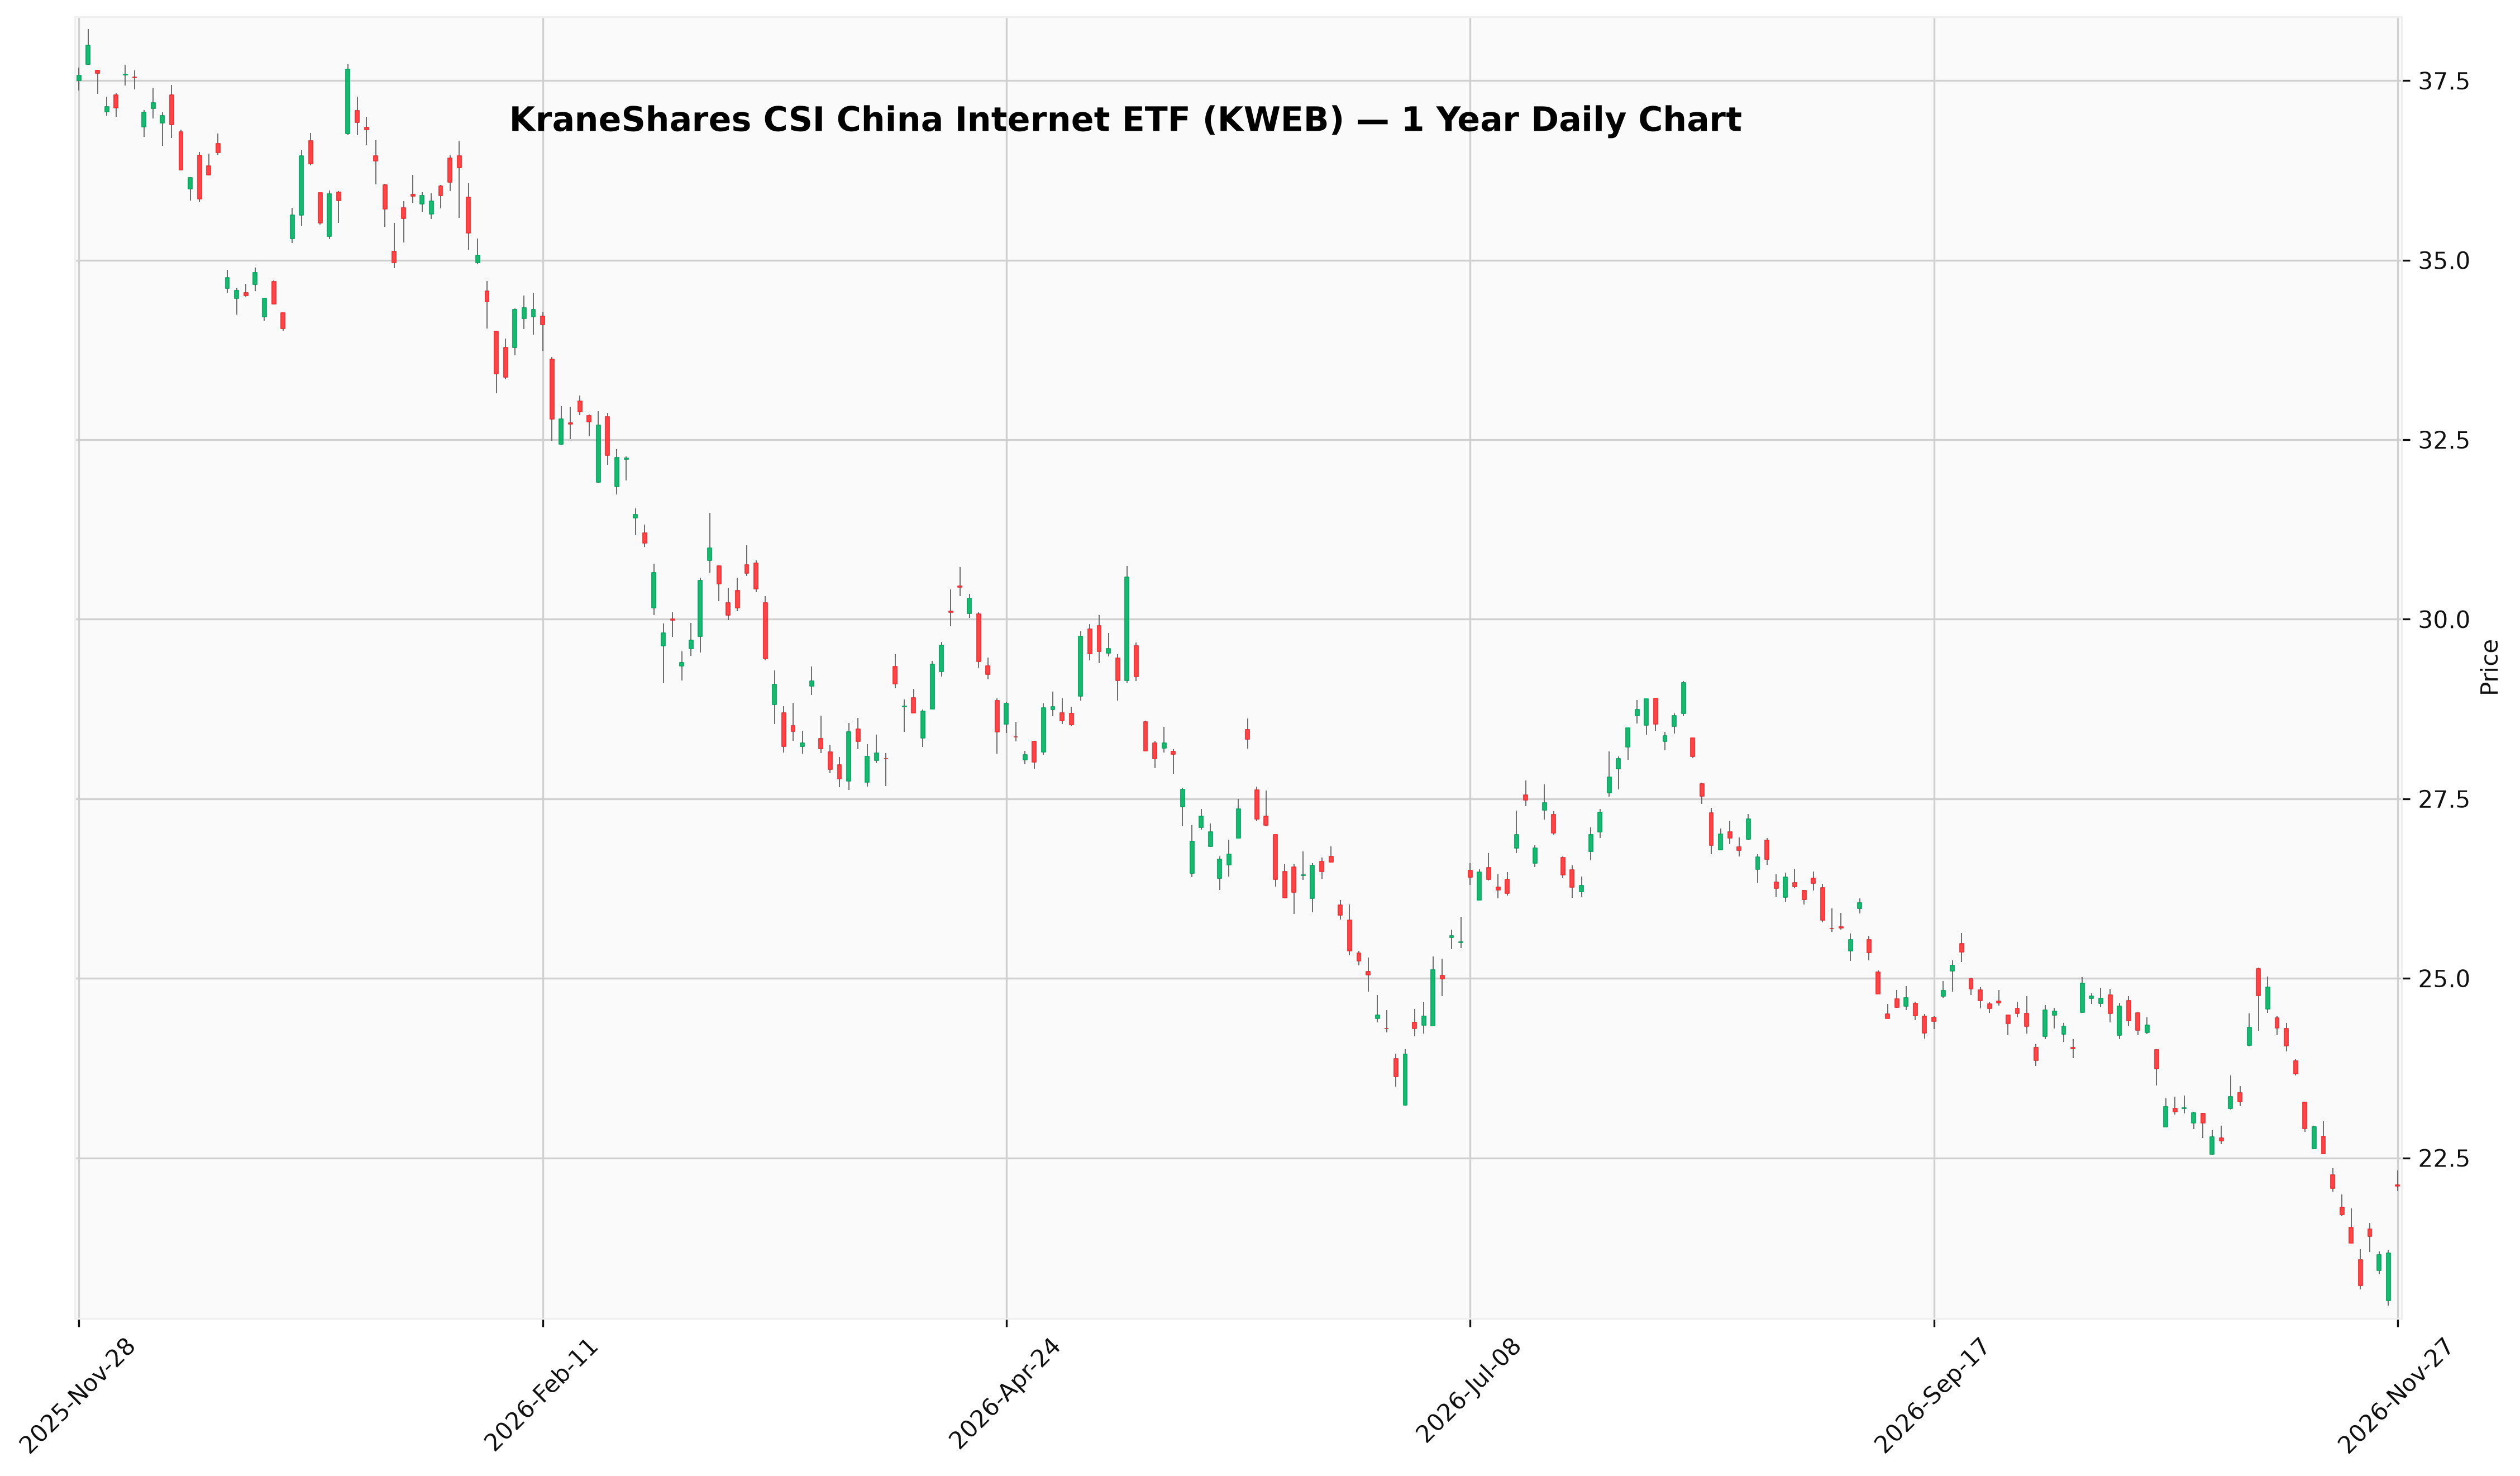 KraneShares CSI China Internet ETF (KWEB) — 1 Year Daily Chart
37.5
35.0
32.5
30.0
27.5
25.0
22.5
Price
2025-Nov-28
2026-Feb-11
2026-Apr-24
2026-Jul-08
2026-Sep-17
2026-Nov-27